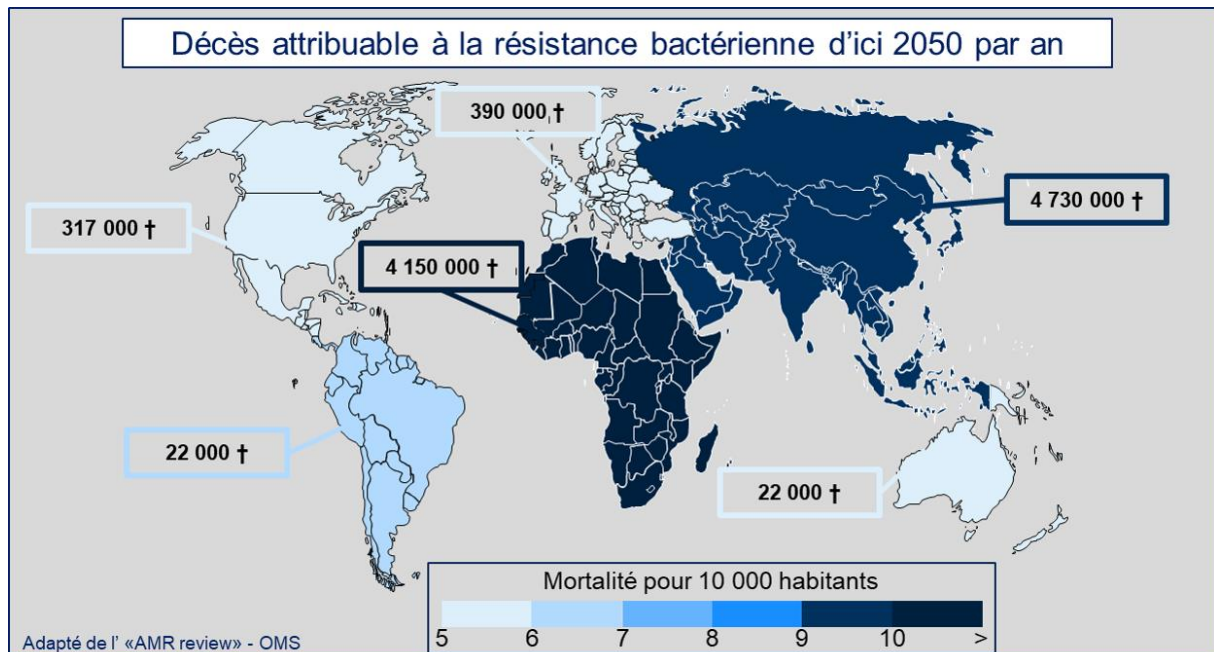 Décès attribuable à la résistance bactérienne d'ici 2050 par an
390 000 †
4 730 000 †
317 000 †
4 150 000 †
22 000 †
22 000 †
Mortalité pour 10 000 habitants
5 6 7 8 9 10 >
Adapté de l' «AMR review» - OMS